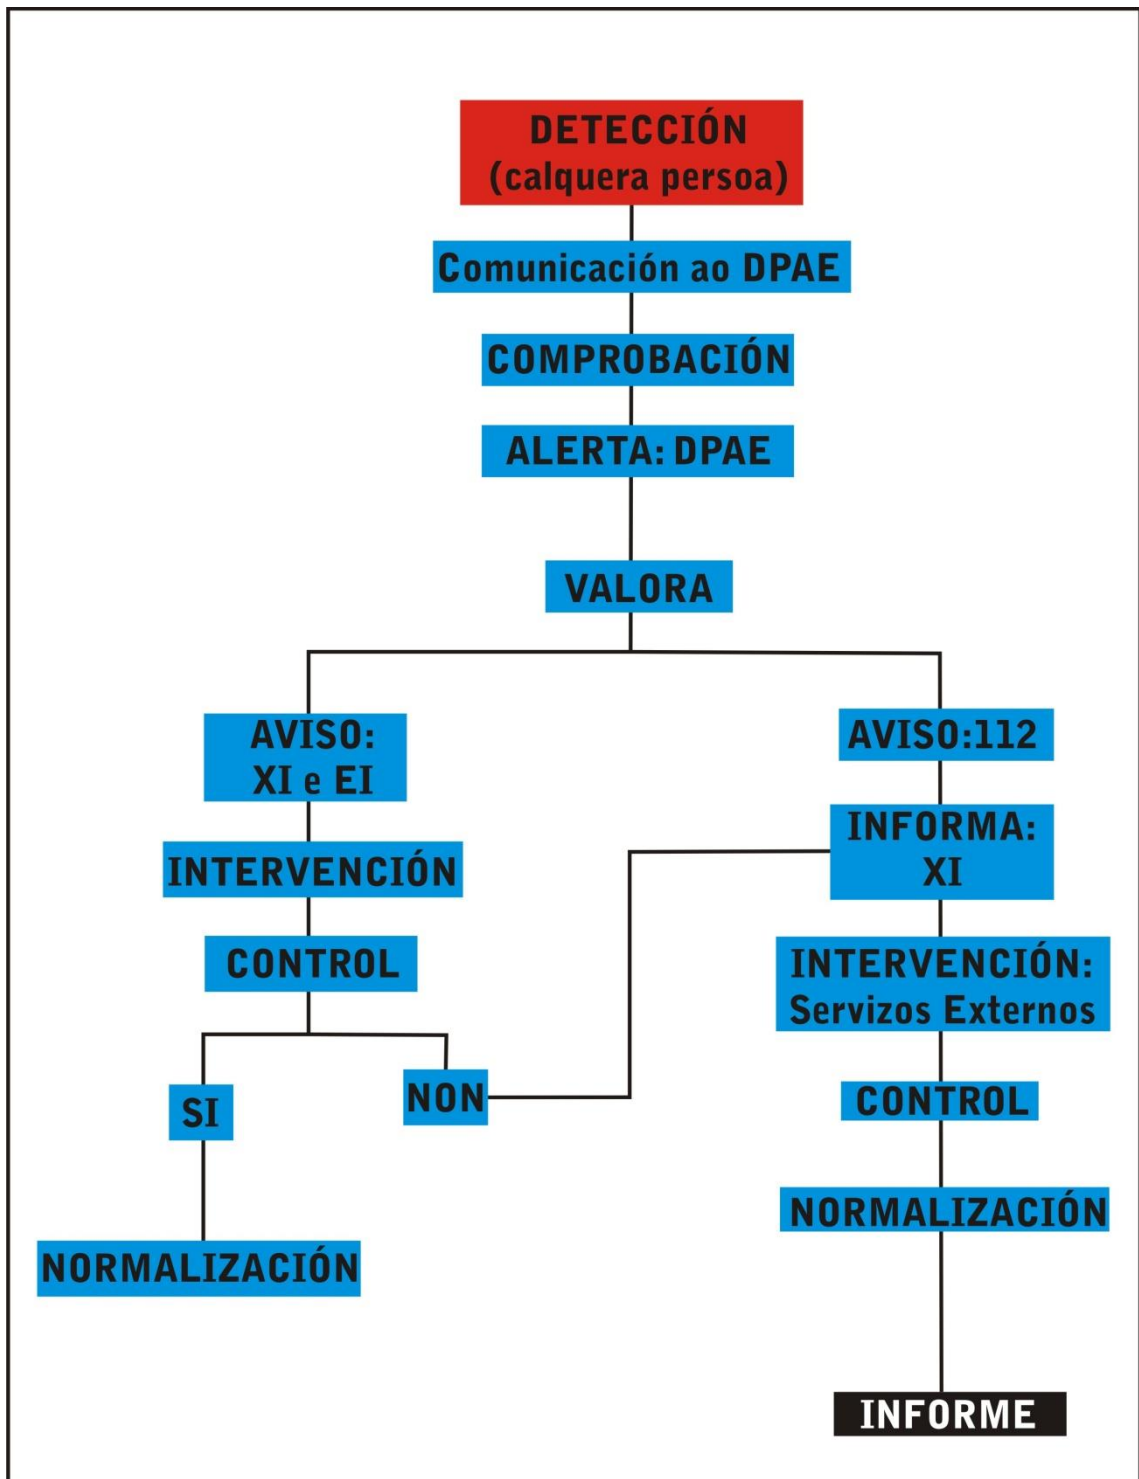 DETECCIÓN
(calquera persoa)
Comunicación ao DPAE
COMPROBACIÓN
ALERTA: DPAE
VALORA
AVISO:
XI e EI
INTERVENCIÓN
CONTROL
SI
NON
NORMALIZACIÓN
AVISO:112
INFORMA:
XI
INTERVENCIÓN:
Servizos Externos
CONTROL
NORMALIZACIÓN
INFORME